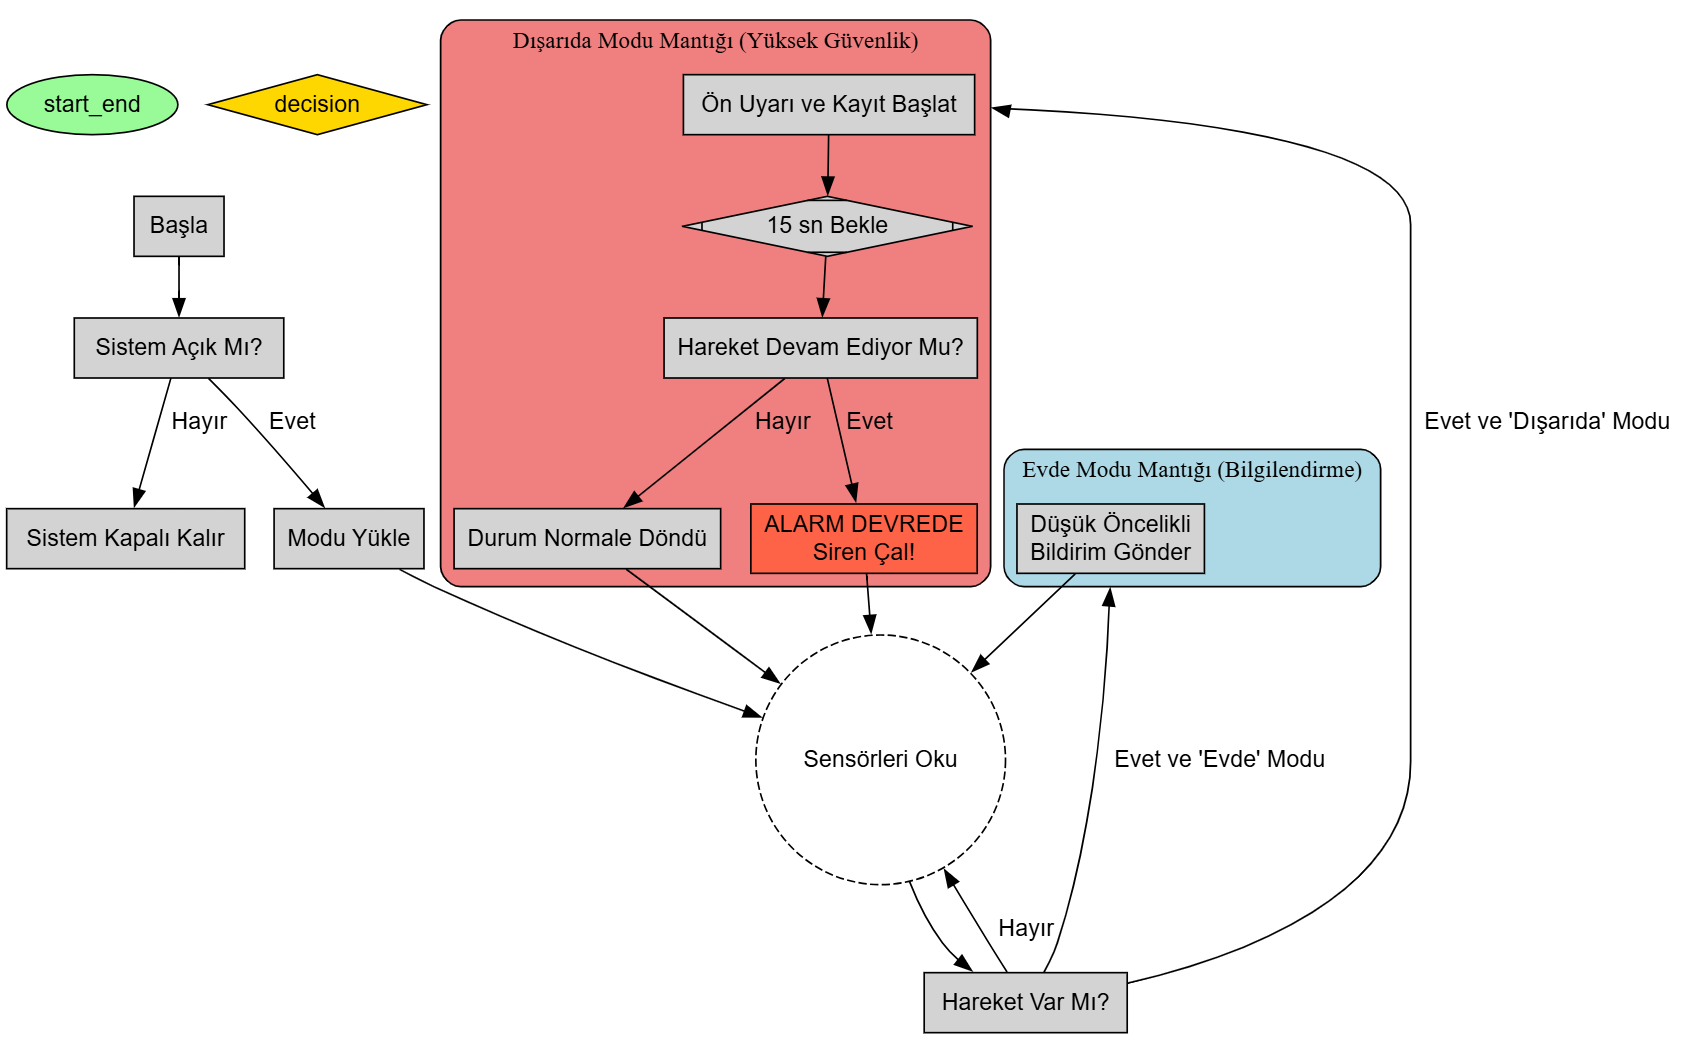 Dışarıda Modu Mantığı (Yüksek Güvenlik)
start_end
decision
Ön Uyarı ve Kayıt Başlat
Başla
15 sn Bekle
Sistem Açık Mı?
Hareket Devam Ediyor Mu?
Hayır
Evet
Hayır
Evet
Evet ve 'Dışarıda' Modu
Evde Modu Mantığı (Bilgilendirme)
Sistem Kapalı Kalır
Modu Yükle
Durum Normale Döndü
ALARM DEVREDE
Siren Çal!
Düşük Öncelikli
Bildirim Gönder
Sensörleri Oku
Evet ve 'Evde' Modu
Hayır
Hareket Var Mı?